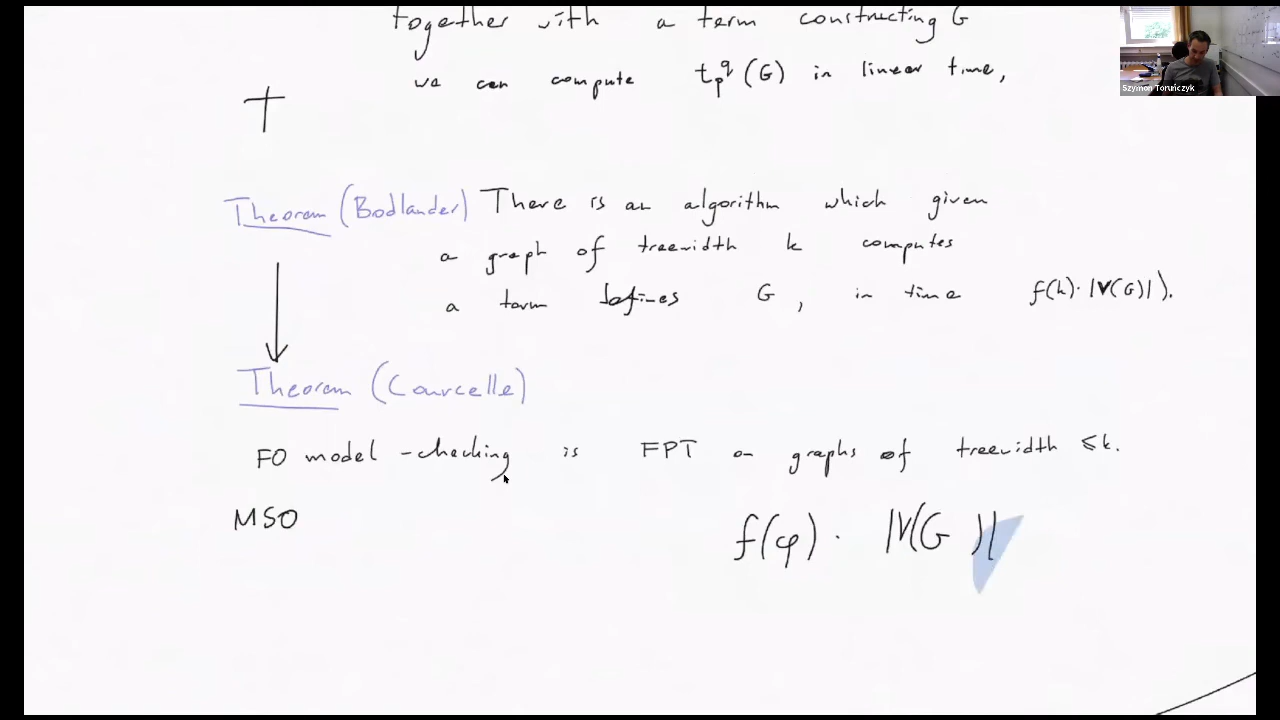 together with a term constructing G
we can compute tp^q(G) in linear time,
Szymon Toruńczyk
+
Theorem (Bodlander) There is an algorithm which given
a graph of treewidth k computes
a term defines G, in time f(k)·|V(G)|).
Theorem (Courcelle)
FO model-checking is FPT on graphs of treewidth ≤k.
MSO
f(φ)· |V(G)|